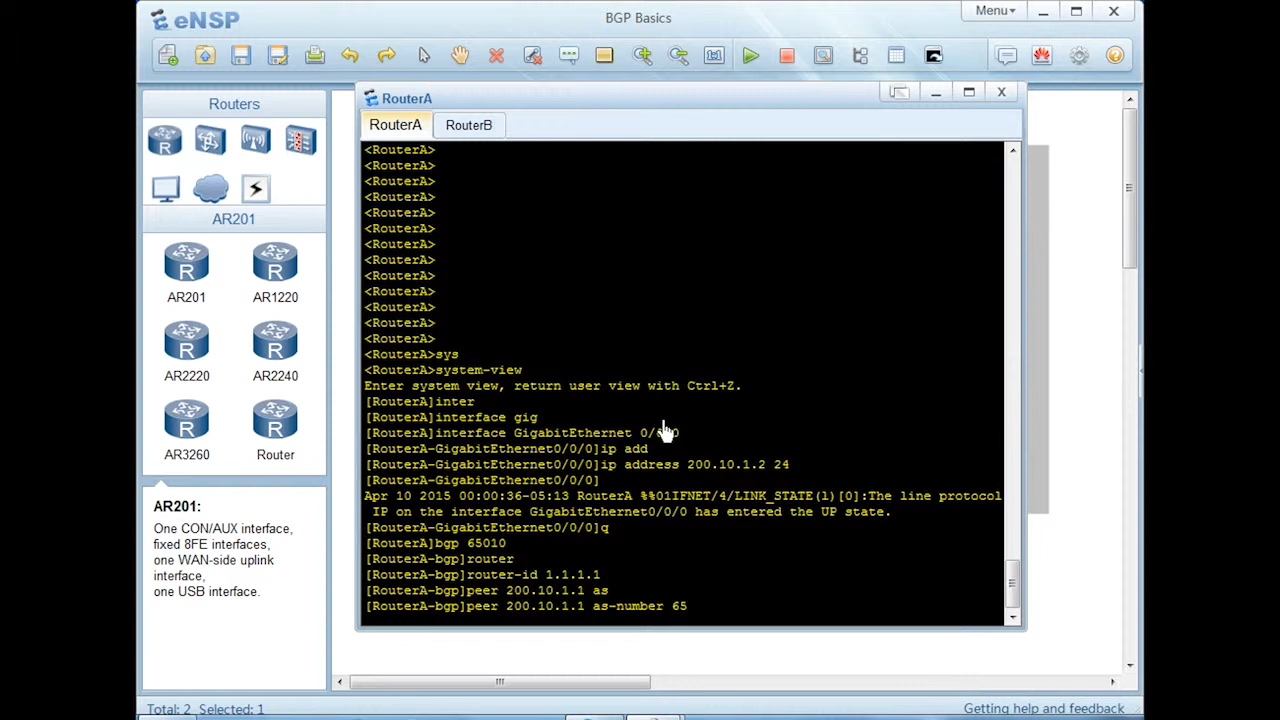 eNSP
BGP Basics
Menu
Routers
AR201
AR201
AR1220
AR2220
AR2240
AR3260
Router
AR201:
One CON/AUX interface,
fixed 8FE interfaces,
one WAN-side uplink
interface,
one USB interface.
RouterA
RouterA
RouterB
<RouterA>
<RouterA>
<RouterA>
<RouterA>
<RouterA>
<RouterA>
<RouterA>
<RouterA>
<RouterA>
<RouterA>
<RouterA>
<RouterA>
<RouterA>
<RouterA>sys
<RouterA>system-view
Enter system view, return user view with Ctrl+Z.
[RouterA]inter
[RouterA]interface gig
[RouterA]interface GigabitEthernet 0/0/0
[RouterA-GigabitEthernet0/0/0]ip add
[RouterA-GigabitEthernet0/0/0]ip address 200.10.1.2 24
[RouterA-GigabitEthernet0/0/0]
Apr 10 2015 00:00:36-05:13 RouterA %%01IFNET/4/LINK_STATE(l)[0]:The line protocol
IP on the interface GigabitEthernet0/0/0 has entered the UP state.
[RouterA-GigabitEthernet0/0/0]q
[RouterA]bgp 65010
[RouterA-bgp]router
[RouterA-bgp]router-id 1.1.1.1
[RouterA-bgp]peer 200.10.1.1 as
[RouterA-bgp]peer 200.10.1.1 as-number 65
Total: 2 Selected: 1
Getting help and feedback